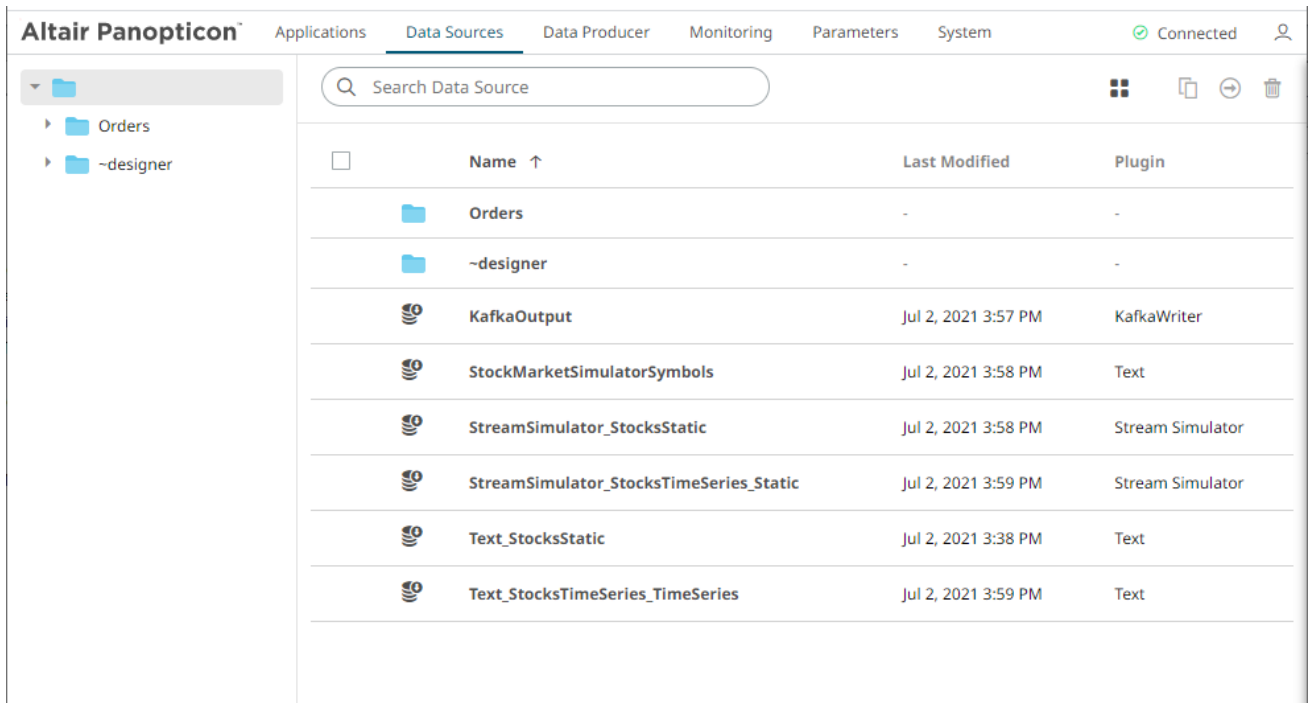 Altair Panopticon™ Applications Data Sources Data Producer Monitoring Parameters System Connected
Search Data Source
Orders
~designer
Name ↑ Last Modified Plugin
Orders - -
~designer - -
KafkaOutput Jul 2, 2021 3:57 PM KafkaWriter
StockMarketSimulatorSymbols Jul 2, 2021 3:58 PM Text
StreamSimulator_StocksStatic Jul 2, 2021 3:58 PM Stream Simulator
StreamSimulator_StocksTimeSeries_Static Jul 2, 2021 3:59 PM Stream Simulator
Text_StocksStatic Jul 2, 2021 3:38 PM Text
Text_StocksTimeSeries_TimeSeries Jul 2, 2021 3:59 PM Text